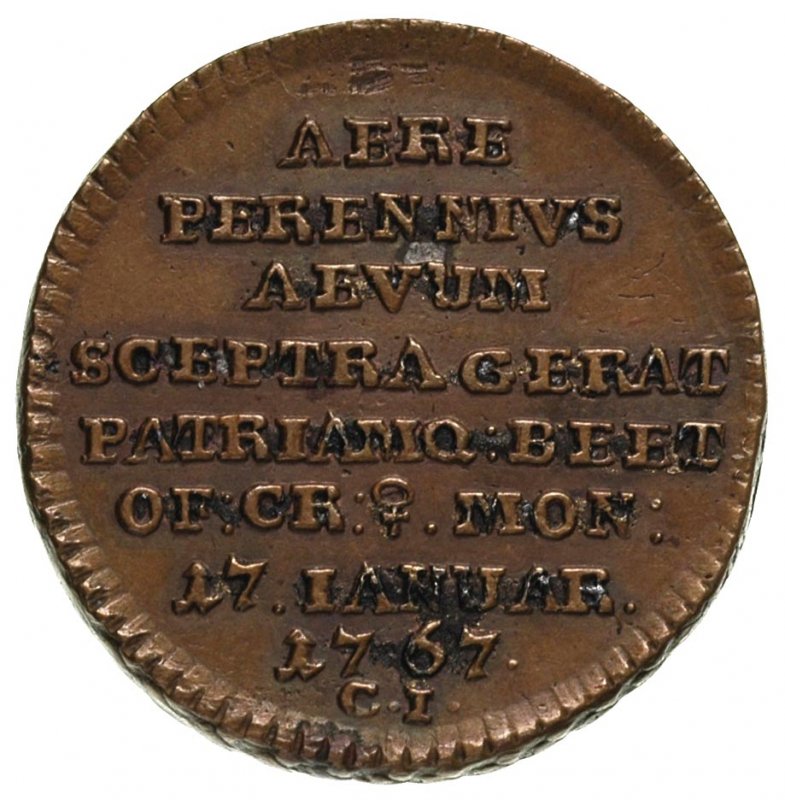 AERE
PERENNIVS
AEVUM
SCEPTRA GERAT
PATRIAMQ:BEET
OF:CR:♀. MON:
17. IANUAR.
1767.
C.I.